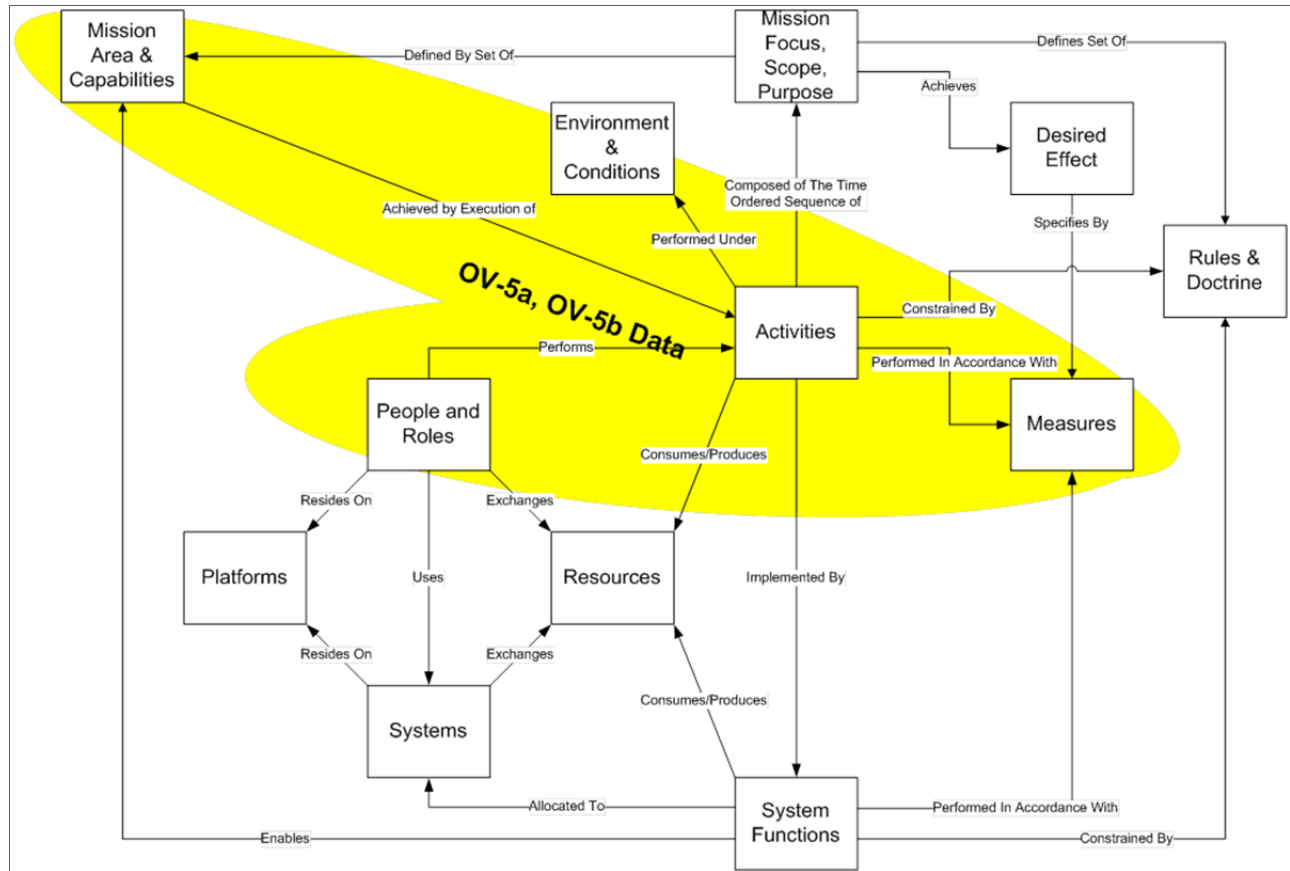 Mission
Area &
Capabilities
Defined By Set Of
Mission
Focus,
Scope,
Purpose
Defines Set Of
Achieves
Environment
&
Conditions
Desired
Effect
Composed of The Time
Ordered Sequence of
Achieved by Execution of
Performed Under
Specifies By
Rules &
Doctrine
OV-5a, OV-5b Data
Activities
Constrained By
Performs
Performed In Accordance With
People and
Roles
Measures
Consumes/Produces
Resides On
Exchanges
Platforms
Uses
Resources
Implemented By
Resides On
Exchanges
Systems
Consumes/Produces
Allocated To
System
Functions
Performed In Accordance With
Enables
Constrained By